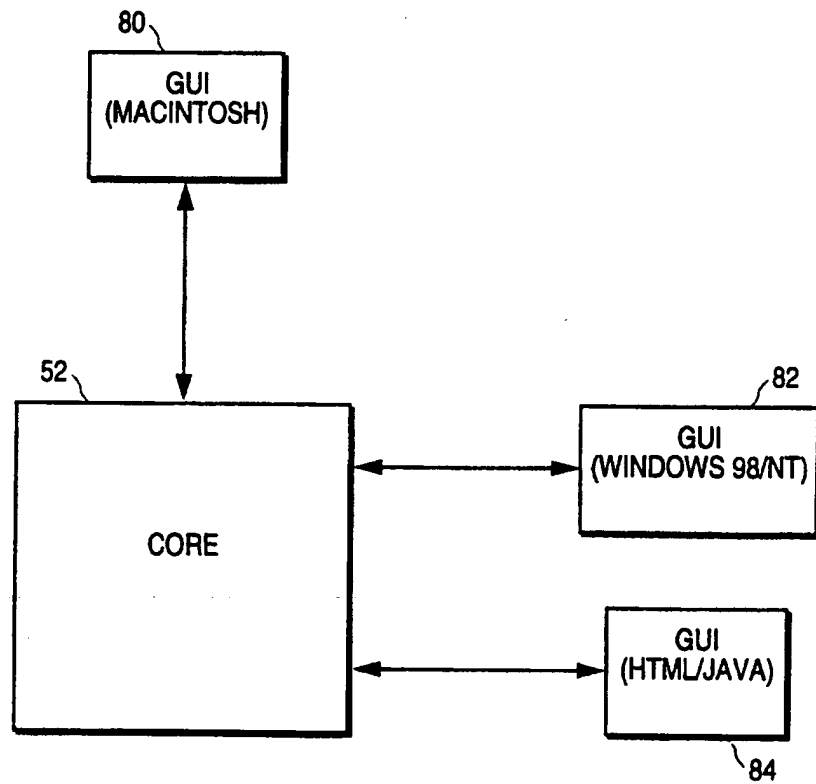 80
GUI
(MACINTOSH)
52
CORE
82
GUI
(WINDOWS 98/NT)
GUI
(HTML/JAVA)
84